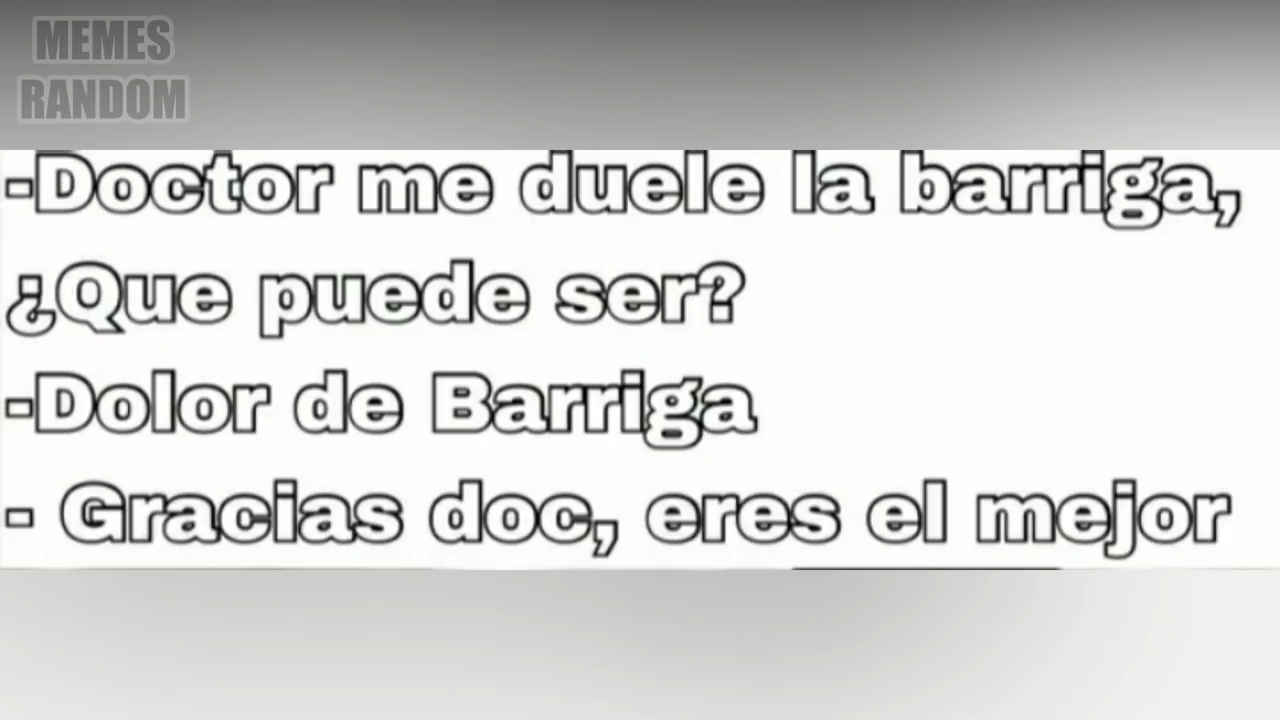 MEMES
RANDOM
-Doctor me duele la barriga,
¿Que puede ser?
-Dolor de Barriga
- Gracias doc, eres el mejor